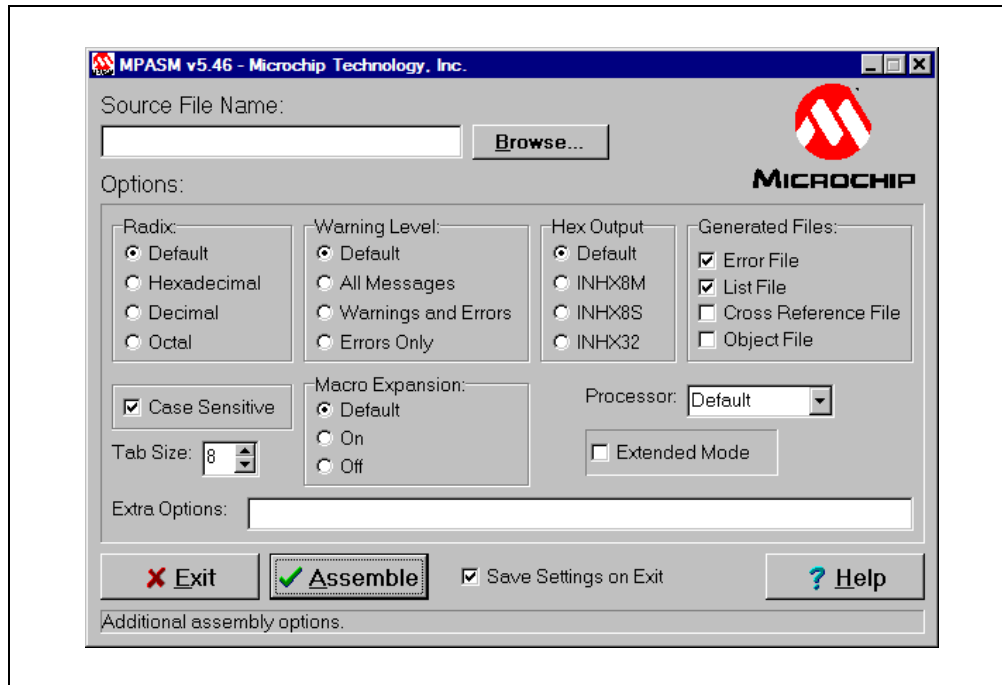 MPASM v5.46 - Microchip Technology, Inc.
Source File Name:
Browse...
MICROCHIP
Options:
Radix:
Default
Hexadecimal
Decimal
Octal
Warning Level:
Default
All Messages
Warnings and Errors
Errors Only
Hex Output
Default
INHX8M
INHX8S
INHX32
Generated Files:
Error File
List File
Cross Reference File
Object File
Case Sensitive
Tab Size: 8
Macro Expansion:
Default
On
Off
Processor: Default
Extended Mode
Extra Options:
Exit
Assemble
Save Settings on Exit
? Help
Additional assembly options.